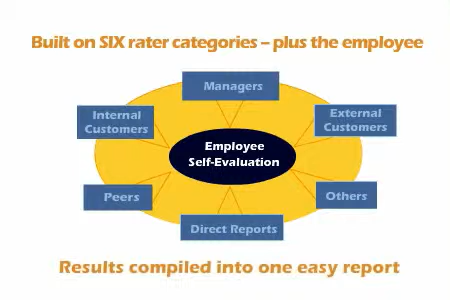 Built on SIX rater categories – plus the employee
Managers
Internal
Customers
External
Customers
Employee
Self-Evaluation
Peers
Others
Direct Reports
Results compiled into one easy report